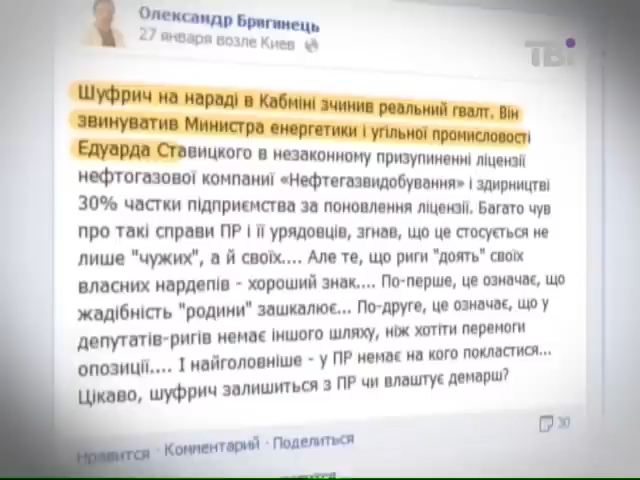 Олександр Бригинець
27 января возле Киев
ТВі
Шуфрич на нараді в Кабміні зчинив реальний гвалт. Він
звинуватив Министра енергетики і угільної промисловості
Едуарда Ставицкого в незаконному призупиненні ліцензії
нефтогазової компанії «Нефтегазвидобування» і здирництві
30% частки підприємства за поновлення ліцензії. Багато чув
про такі справи ПР і її урядовців, згнав, що це стосується не
лише "чужих", а й своїх.... Але те, що риги "доять" своїх
власних нардепів - хороший знак.... По-перше, це означає, що
жадібність "родини" зашкалює... По-друге, це означає, що у
депутатів-ригів немає іншого шляху, ніж хотіти перемоги
опозиції.... І найголовніше - у ПР немає на кого покластися...
Цікаво, шуфрич залишиться з ПР чи влаштує демарш?
30
Нравится · Комментарий · Поделиться